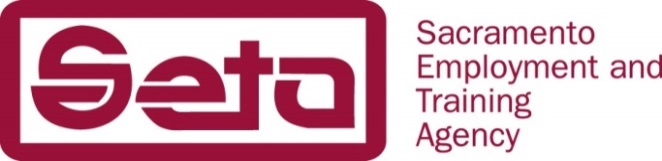 Seta
Sacramento
Employment and
Training
Agency